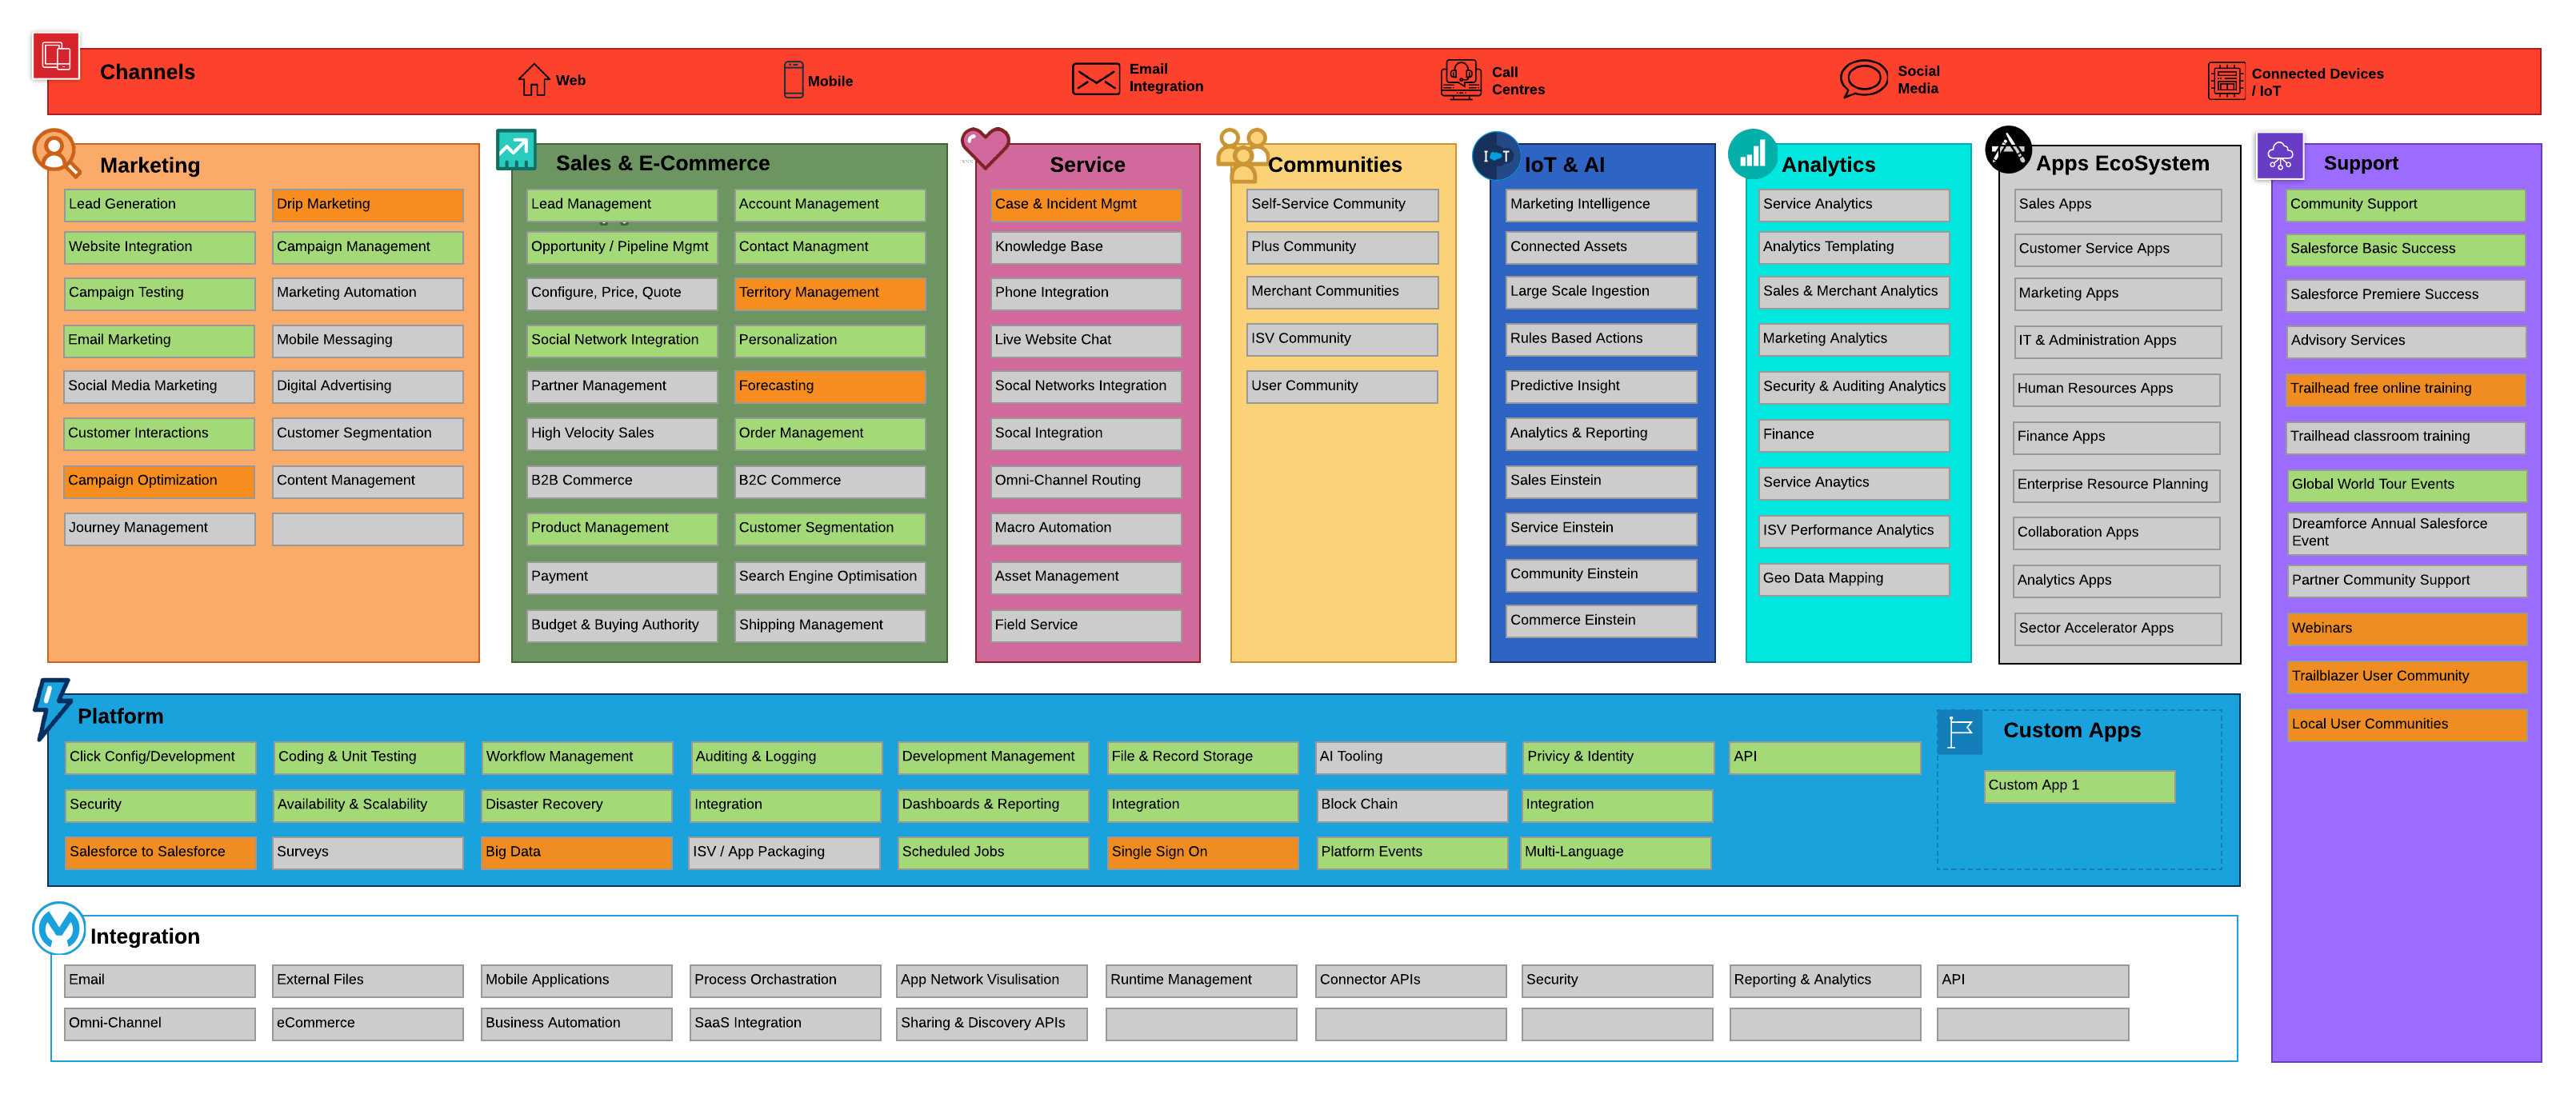 Channels
Web
Mobile
Email
Integration
Call
Centres
Social
Media
Connected Devices
/ IoT
Marketing
Lead Generation
Drip Marketing
Website Integration
Campaign Management
Campaign Testing
Marketing Automation
Email Marketing
Mobile Messaging
Social Media Marketing
Digital Advertising
Customer Interactions
Customer Segmentation
Campaign Optimization
Content Management
Journey Management
Sales & E-Commerce
Lead Management
Account Management
Opportunity / Pipeline Mgmt
Contact Managment
Configure, Price, Quote
Territory Management
Social Network Integration
Personalization
Partner Management
Forecasting
High Velocity Sales
Order Management
B2B Commerce
B2C Commerce
Product Management
Customer Segmentation
Payment
Search Engine Optimisation
Budget & Buying Authority
Shipping Management
Service
Case & Incident Mgmt
Knowledge Base
Phone Integration
Live Website Chat
Socal Networks Integration
Socal Integration
Omni-Channel Routing
Macro Automation
Asset Management
Field Service
Communities
Self-Service Community
Plus Community
Merchant Communities
ISV Community
User Community
IoT
IoT & AI
Marketing Intelligence
Connected Assets
Large Scale Ingestion
Rules Based Actions
Predictive Insight
Analytics & Reporting
Sales Einstein
Service Einstein
Community Einstein
Commerce Einstein
Analytics
Service Analytics
Analytics Templating
Sales & Merchant Analytics
Marketing Analytics
Security & Auditing Analytics
Finance
Service Anaytics
ISV Performance Analytics
Geo Data Mapping
Apps EcoSystem
Sales Apps
Customer Service Apps
Marketing Apps
IT & Administration Apps
Human Resources Apps
Finance Apps
Enterprise Resource Planning
Collaboration Apps
Analytics Apps
Sector Accelerator Apps
Support
Community Support
Salesforce Basic Success
Salesforce Premiere Success
Advisory Services
Trailhead free online training
Trailhead classroom training
Global World Tour Events
Dreamforce Annual Salesforce
Event
Partner Community Support
Webinars
Trailblazer User Community
Local User Communities
Platform
Click Config/Development
Coding & Unit Testing
Workflow Management
Auditing & Logging
Development Management
File & Record Storage
AI Tooling
Privicy & Identity
API
Security
Availability & Scalability
Disaster Recovery
Integration
Dashboards & Reporting
Integration
Block Chain
Integration
Salesforce to Salesforce
Surveys
Big Data
ISV / App Packaging
Scheduled Jobs
Single Sign On
Platform Events
Multi-Language
Custom Apps
Custom App 1
Integration
Email
External Files
Mobile Applications
Process Orchastration
App Network Visulisation
Runtime Management
Connector APIs
Security
Reporting & Analytics
API
Omni-Channel
eCommerce
Business Automation
SaaS Integration
Sharing & Discovery APIs